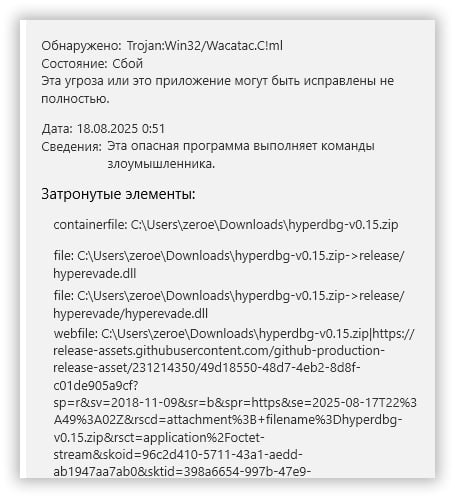 Обнаружено: Trojan:Win32/Wacatac.C!ml
Состояние: Сбой
Эта угроза или это приложение могут быть исправлены не
полностью.
Дата: 18.08.2025 0:51
Сведения: Эта опасная программа выполняет команды
злоумышленника.
Затронутые элементы:
containerfile: C:\Users\zeroe\Downloads\hyperdbg-v0.15.zip
file: C:\Users\zeroe\Downloads\hyperdbg-v0.15.zip->release/
hyperevade.dll
file: C:\Users\zeroe\Downloads\hyperdbg-v0.15.zip->release/
hyperevade/hyperevade.dll
webfile: C:\Users\zeroe\Downloads\hyperdbg-v0.15.zip|https://
release-assets.githubusercontent.com/github-production-
release-asset/231214350/49d18550-48d7-4eb2-8d8f-
c01de905a9cf?
sp=r&sv=2018-11-09&sr=b&spr=https&se=2025-08-17T22%3
A49%3A02Z&rscd=attachment%3B+filename%3Dhyperdbg-
v0.15.zip&rsct=application%2Foctet-
stream&skoid=96c2d410-5711-43a1-aedd-
ab1947aa7ab0&sktid=398a6654-997b-47e9-